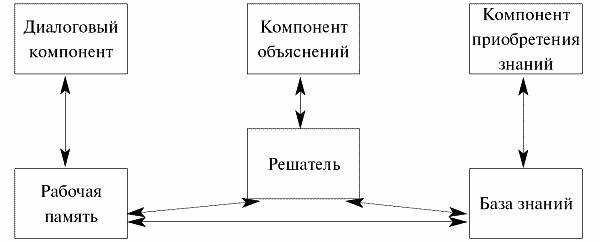 Диалоговый
компонент
Компонент
объяснений
Компонент
приобретения
знаний
Решатель
Рабочая
память
База знаний